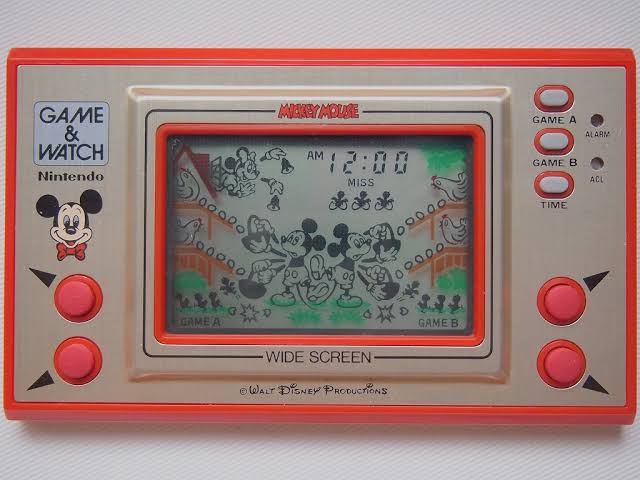 GAME
&
WATCH
Nintendo
MICKEY MOUSE
AM 12:00
MISS
GAME A
GAME B
GAME A
ALARM
GAME B
ACL
TIME
WIDE SCREEN
© WALT DISNEY PRODUCTIONS